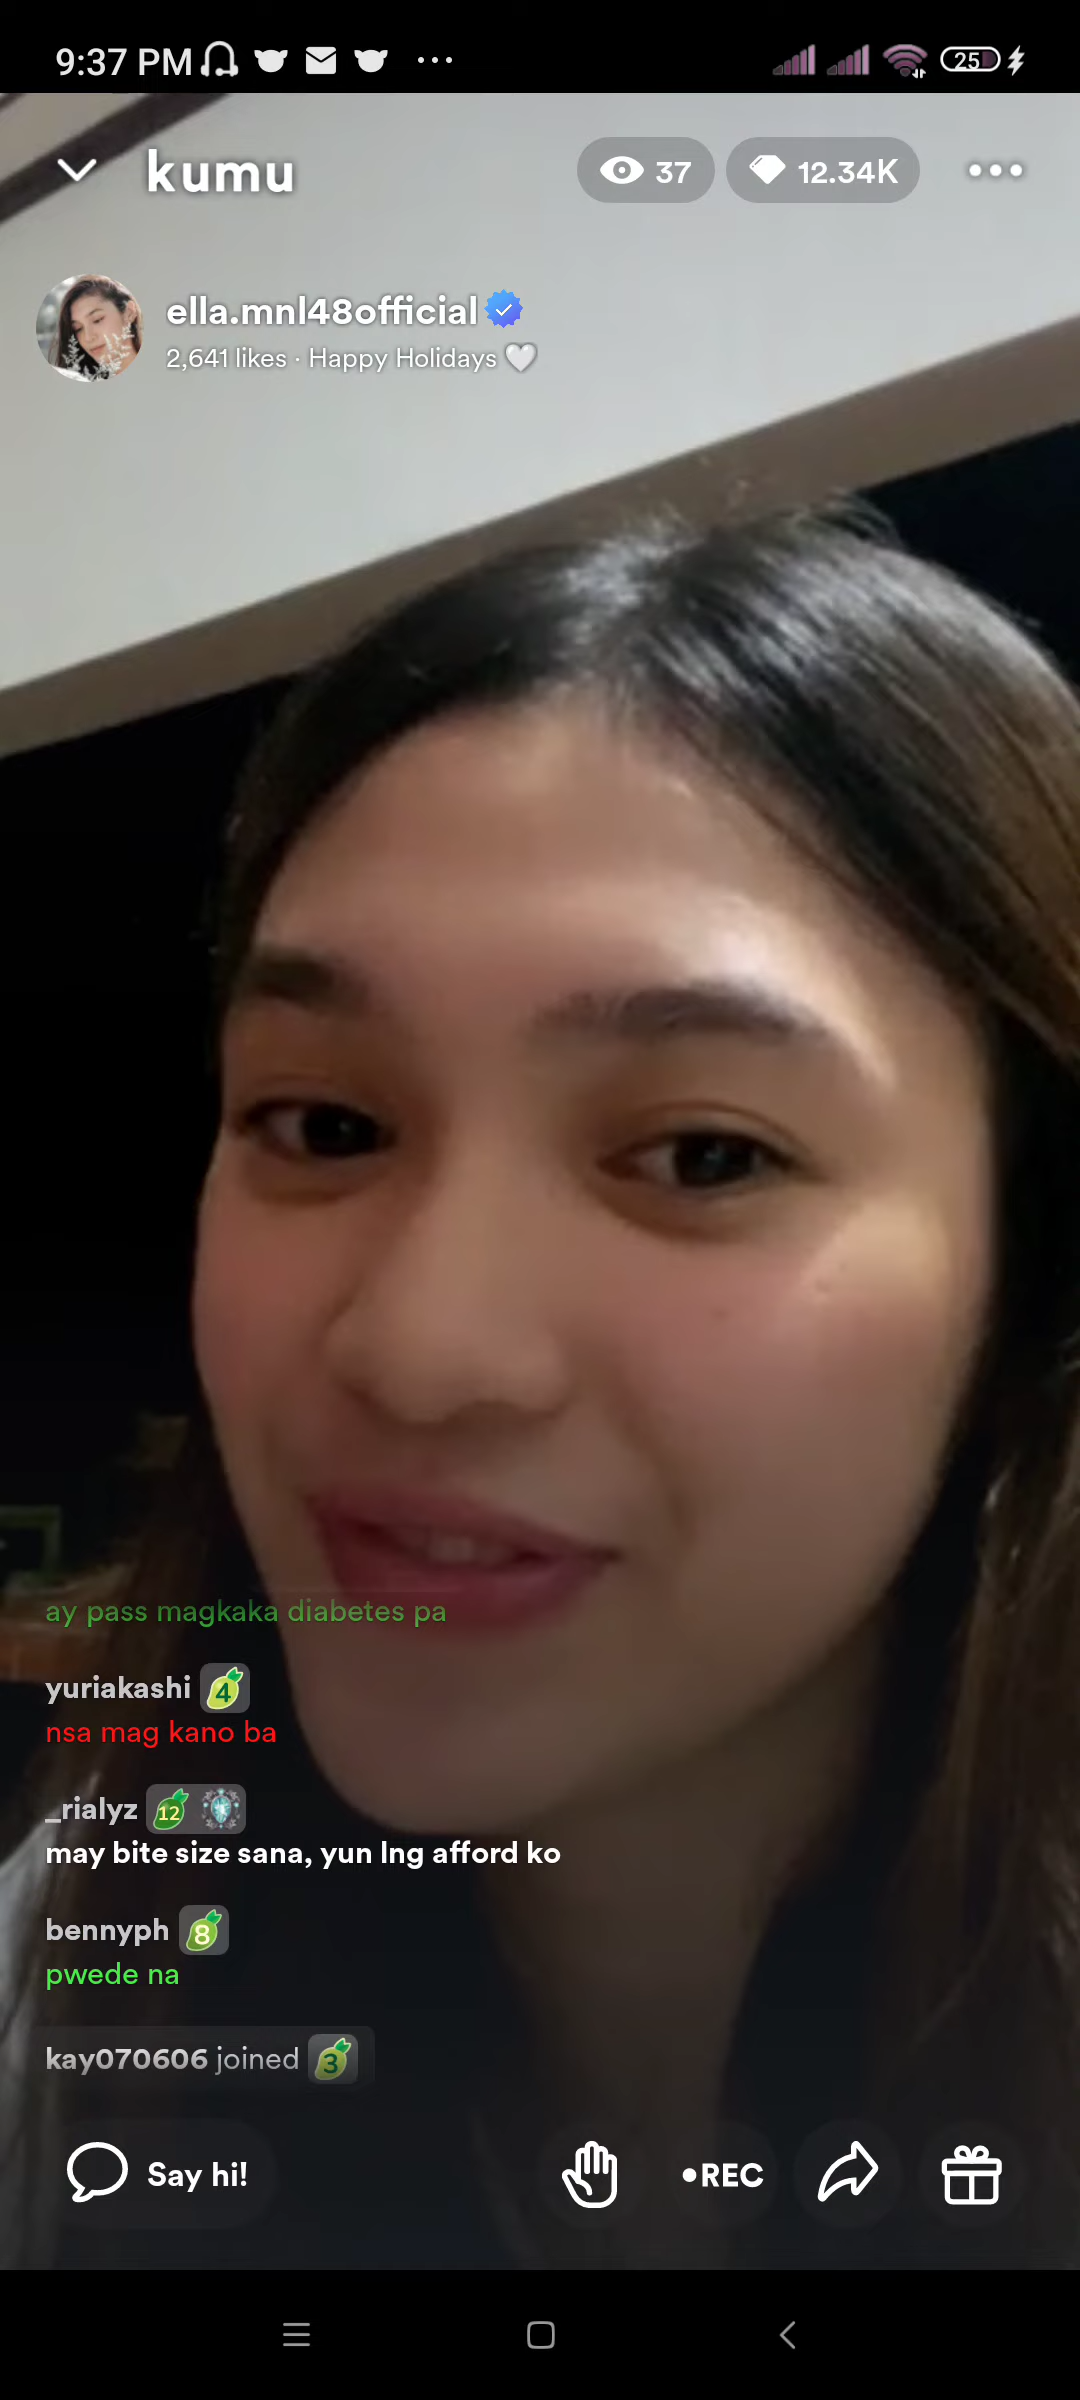 9:37 PM
25
kumu
37
12.34K
ella.mnl48official
2,641 likes · Happy Holidays 🤍
ay pass magkaka diabetes pa
yuriakashi 4
nsa mag kano ba
_rialyz 12
may bite size sana, yun lng afford ko
bennyph 8
pwede na
kay070606 joined 3
Say hi!
•REC